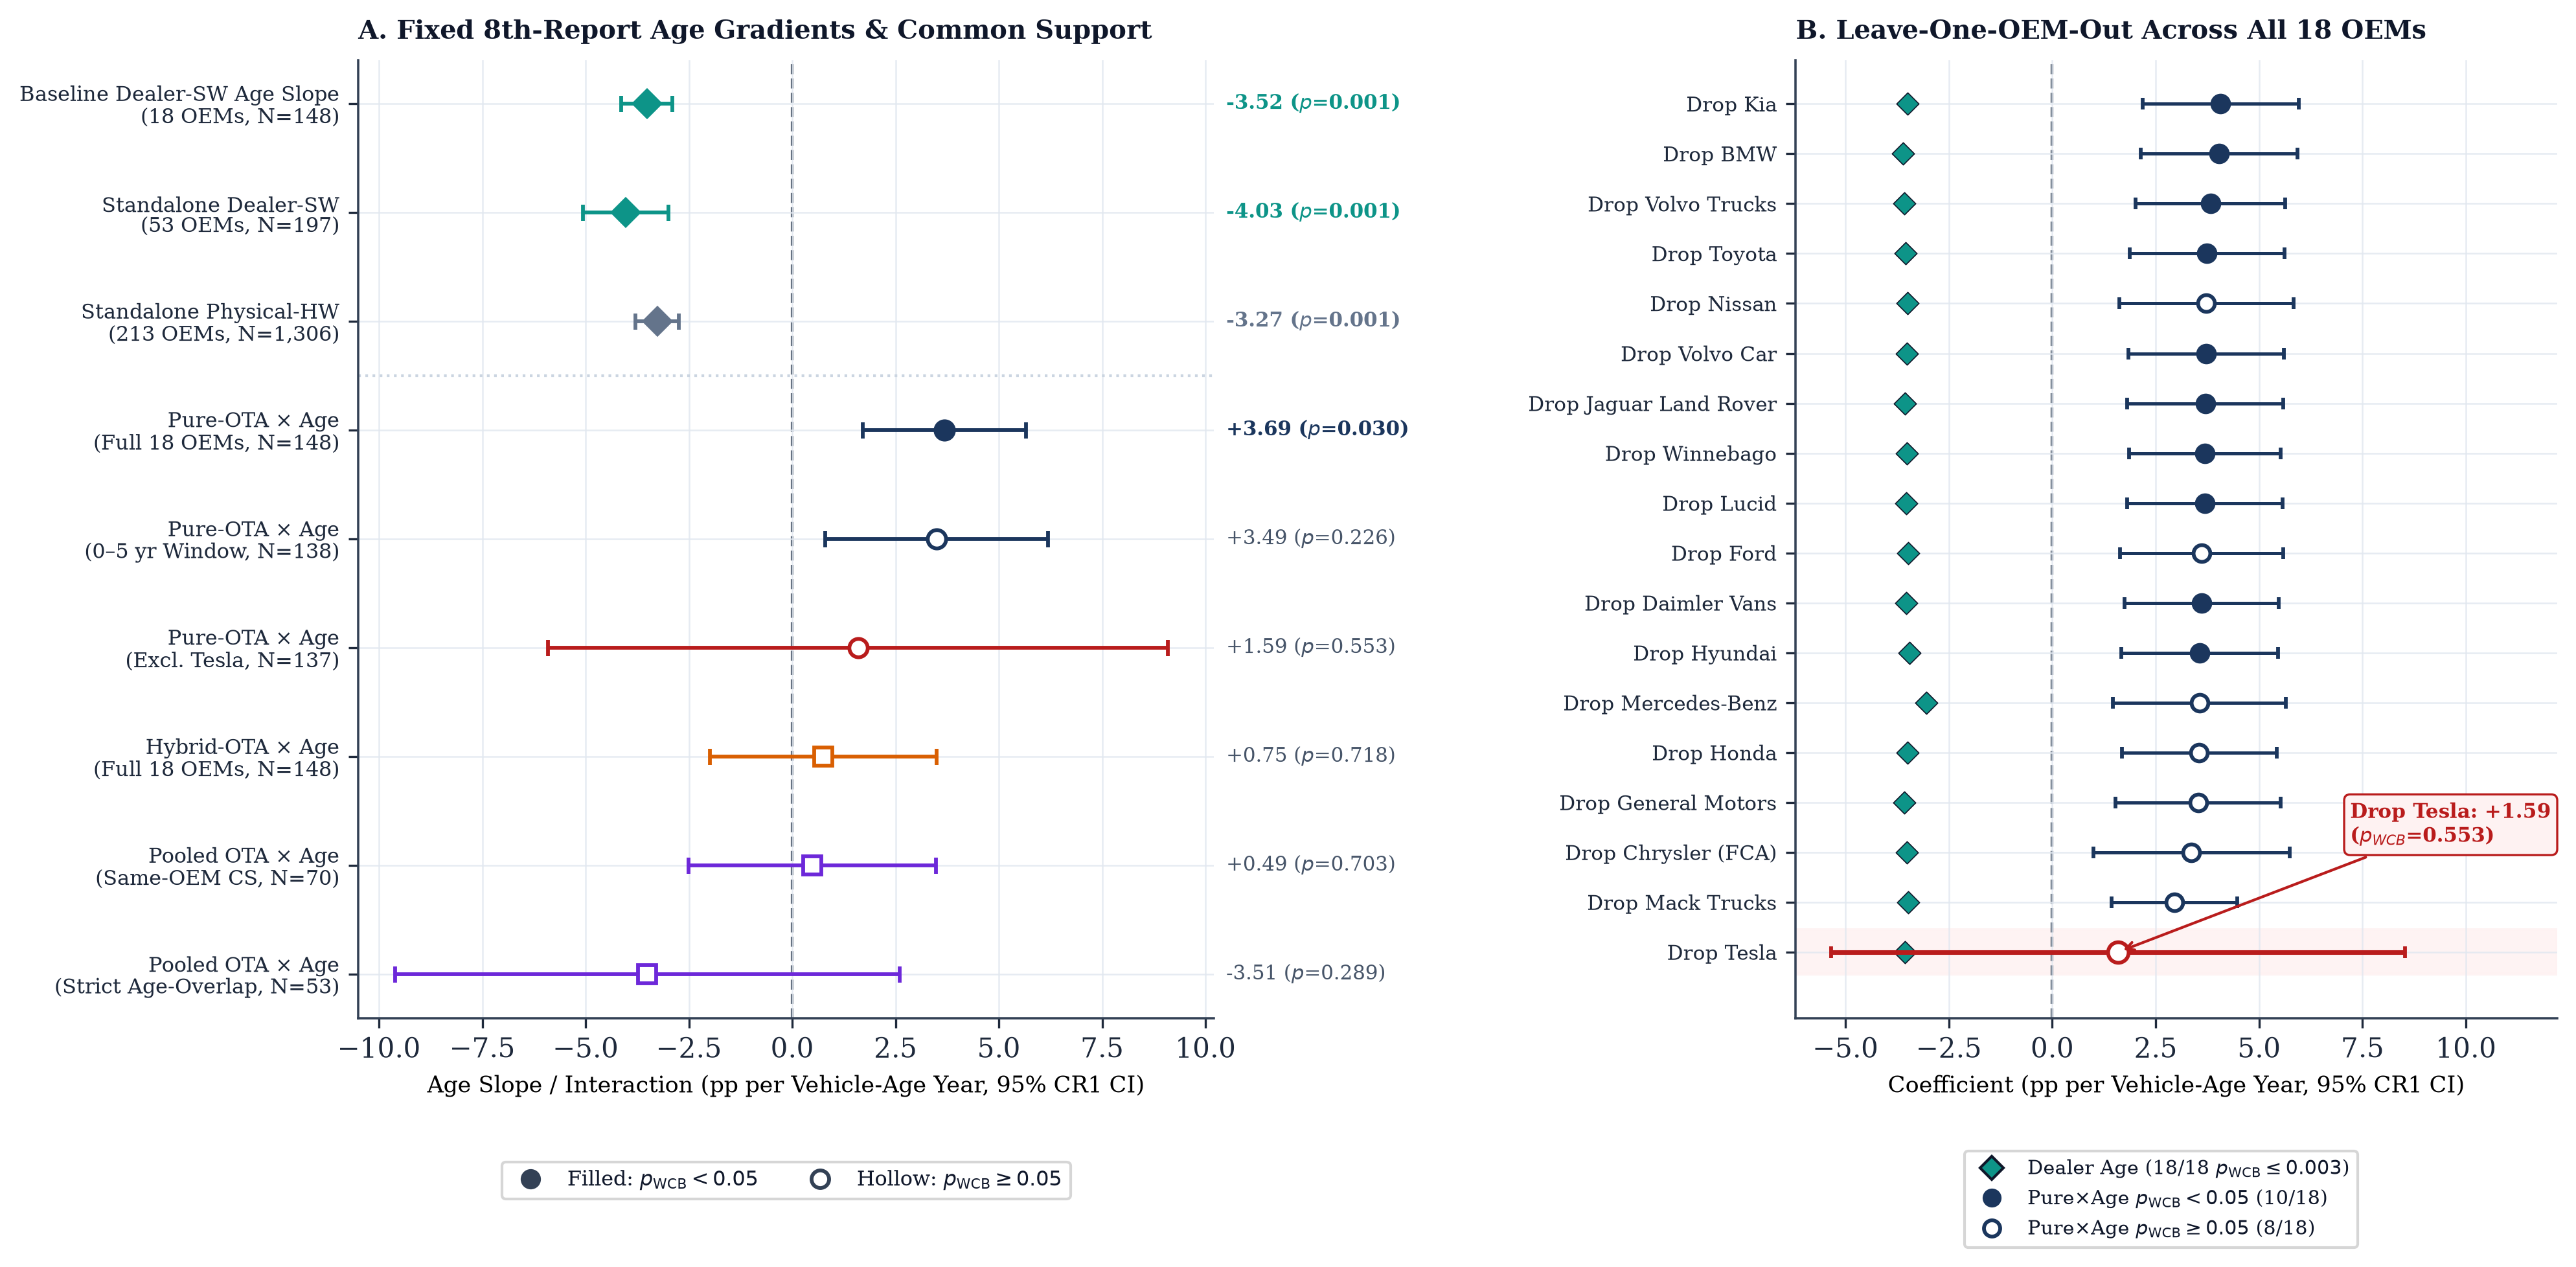 A. Fixed 8th-Report Age Gradients & Common Support
Baseline Dealer-SW Age Slope
(18 OEMs, N=148)
-3.52 (p=0.001)
Standalone Dealer-SW
(53 OEMs, N=197)
-4.03 (p=0.001)
Standalone Physical-HW
(213 OEMs, N=1,306)
-3.27 (p=0.001)
Pure-OTA × Age
(Full 18 OEMs, N=148)
+3.69 (p=0.030)
Pure-OTA × Age
(0–5 yr Window, N=138)
+3.49 (p=0.226)
Pure-OTA × Age
(Excl. Tesla, N=137)
+1.59 (p=0.553)
Hybrid-OTA × Age
(Full 18 OEMs, N=148)
+0.75 (p=0.718)
Pooled OTA × Age
(Same-OEM CS, N=70)
+0.49 (p=0.703)
Pooled OTA × Age
(Strict Age-Overlap, N=53)
-3.51 (p=0.289)
−10.0 −7.5 −5.0 −2.5 0.0 2.5 5.0 7.5 10.0
Age Slope / Interaction (pp per Vehicle-Age Year, 95% CR1 CI)
Filled: p_WCB < 0.05 Hollow: p_WCB ≥ 0.05
B. Leave-One-OEM-Out Across All 18 OEMs
Drop Kia
Drop BMW
Drop Volvo Trucks
Drop Toyota
Drop Nissan
Drop Volvo Car
Drop Jaguar Land Rover
Drop Winnebago
Drop Lucid
Drop Ford
Drop Daimler Vans
Drop Hyundai
Drop Mercedes-Benz
Drop Honda
Drop General Motors
Drop Chrysler (FCA)
Drop Mack Trucks
Drop Tesla
Drop Tesla: +1.59
(p_WCB=0.553)
−5.0 −2.5 0.0 2.5 5.0 7.5 10.0
Coefficient (pp per Vehicle-Age Year, 95% CR1 CI)
Dealer Age (18/18 p_WCB ≤ 0.003)
Pure×Age p_WCB < 0.05 (10/18)
Pure×Age p_WCB ≥ 0.05 (8/18)